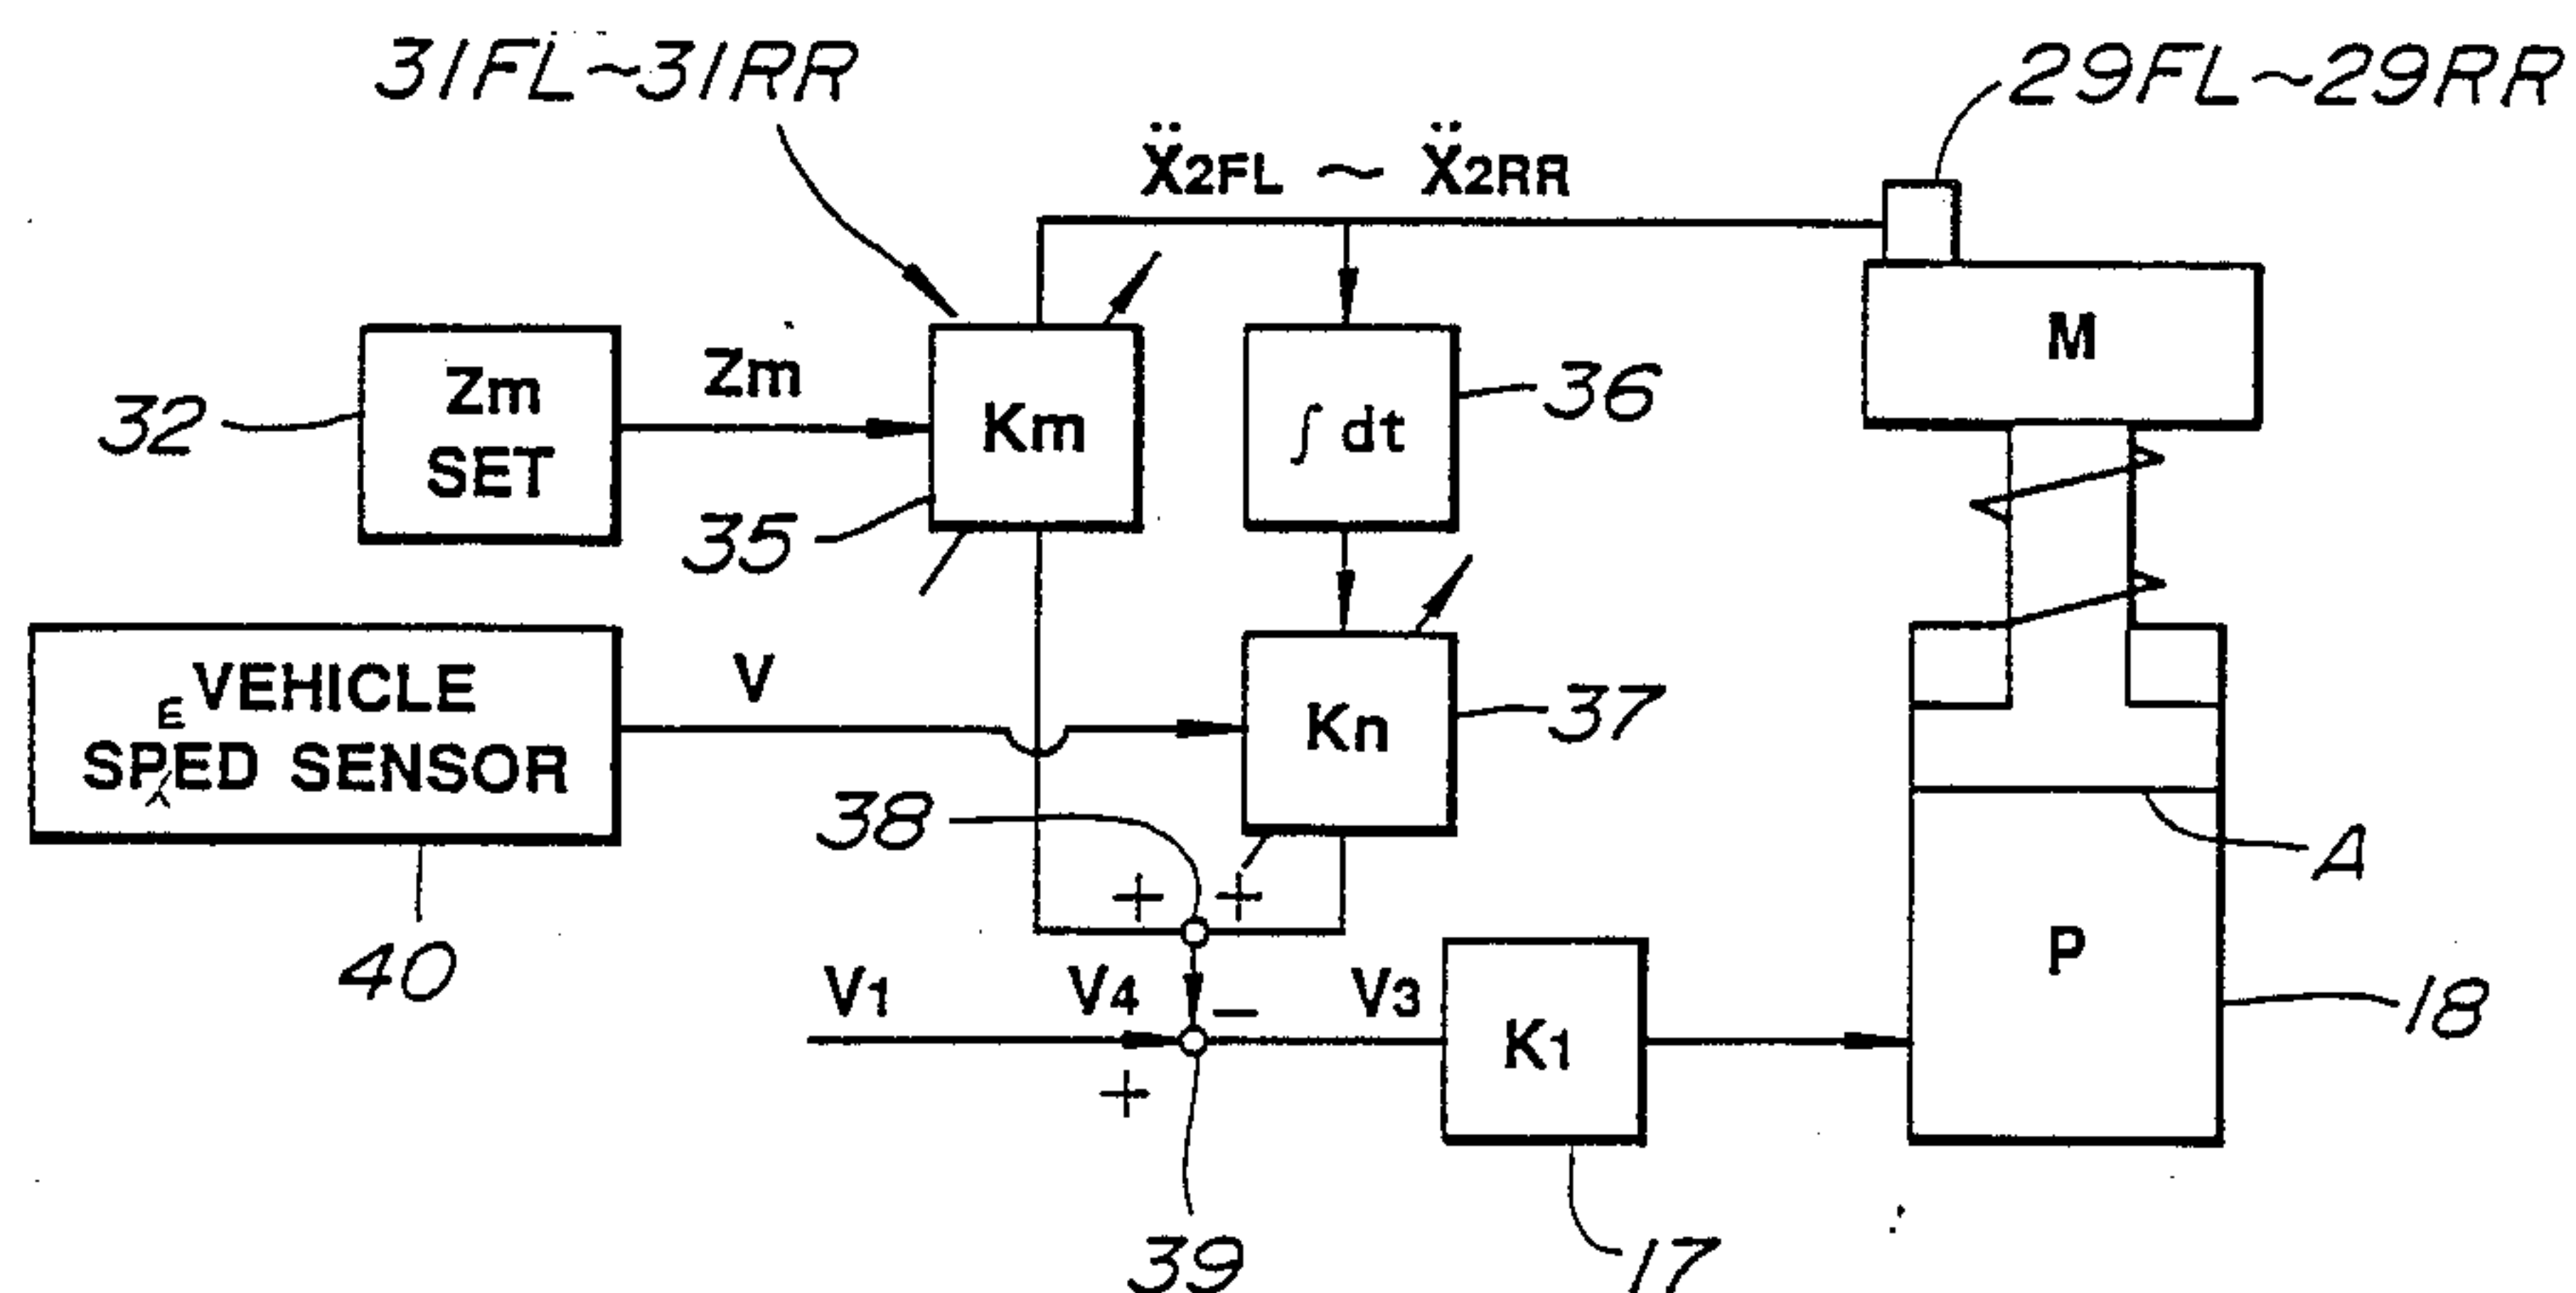 31FL~31RR
29FL~29RR
Ẍ2FL ~ Ẍ2RR
M
Zm
SET
Zm
Km
∫ dt
36
32
35
VEHICLE
E
SPED SENSOR
V
Kn
37
38
+ +
A
40
V1
V4
−
V3
K1
P
18
+
39
17